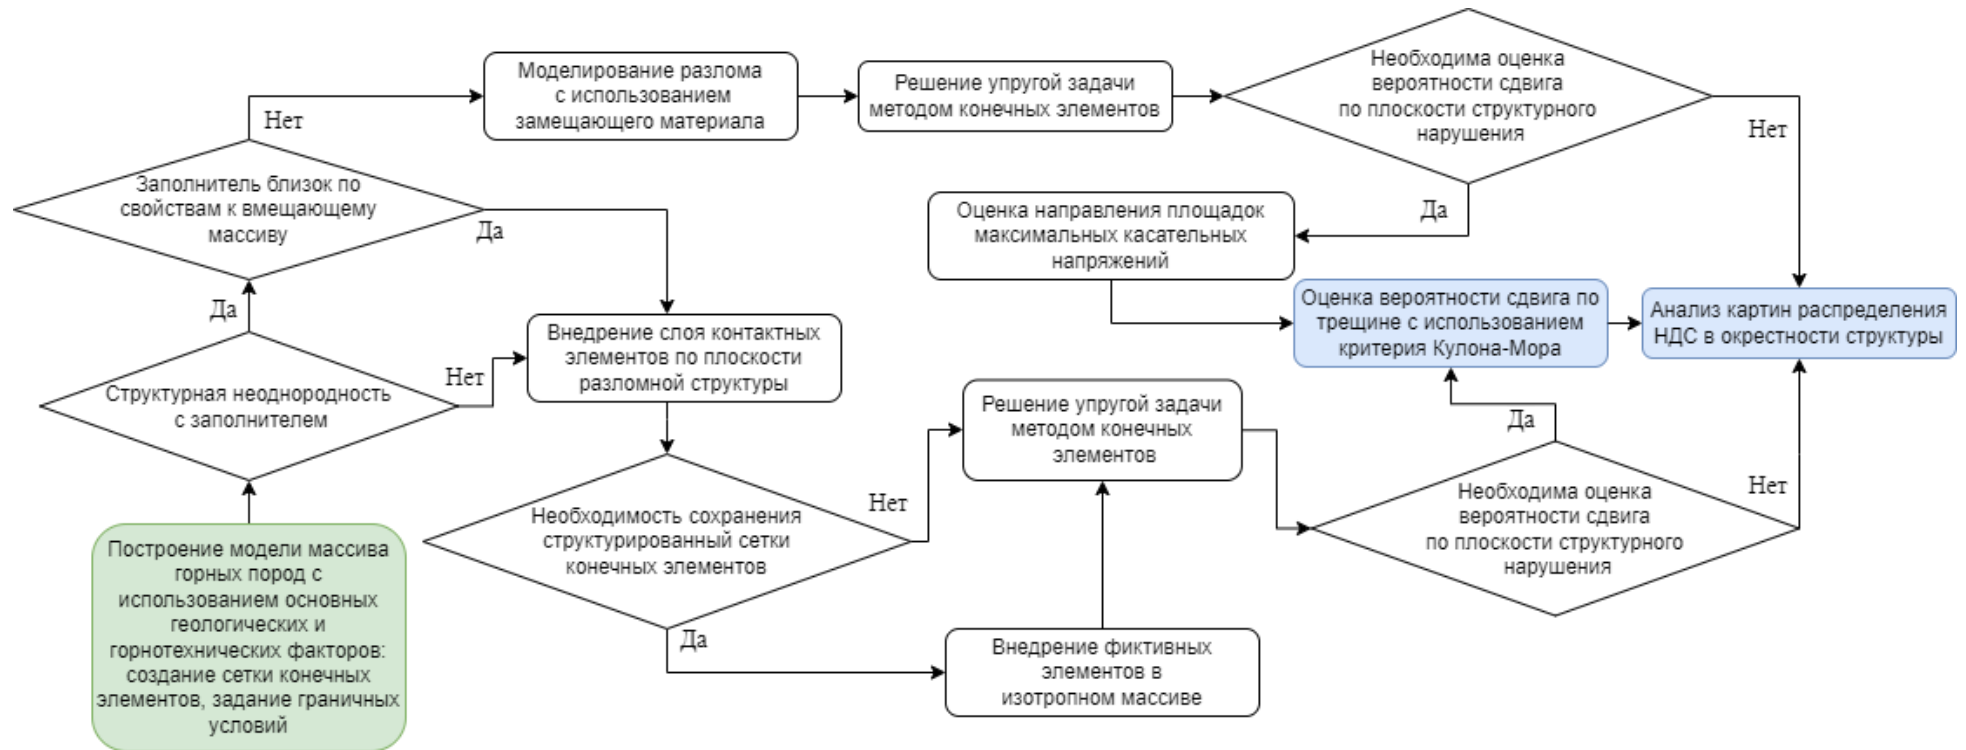 Моделирование разлома
с использованием
замещающего материала
Решение упругой задачи
методом конечных элементов
Необходима оценка
вероятности сдвига
по плоскости структурного
нарушения
Нет
Нет
Заполнитель близок по
свойствам к вмещающему
массиву
Да
Оценка направления площадок
максимальных касательных
напряжений
Да
Да
Внедрение слоя контактных
элементов по плоскости
разломной структуры
Оценка вероятности сдвига по
трещине с использованием
критерия Кулона-Мора
Анализ картин распределения
НДС в окрестности структуры
Структурная неоднородность
с заполнителем
Нет
Решение упругой задачи
методом конечных
элементов
Да
Необходимость сохранения
структурированный сетки
конечных элементов
Нет
Необходима оценка
вероятности сдвига
по плоскости структурного
нарушения
Нет
Построение модели массива
горных пород с
использованием основных
геологических и
горнотехнических факторов:
создание сетки конечных
элементов, задание граничных
условий
Да
Внедрение фиктивных
элементов в
изотропном массиве